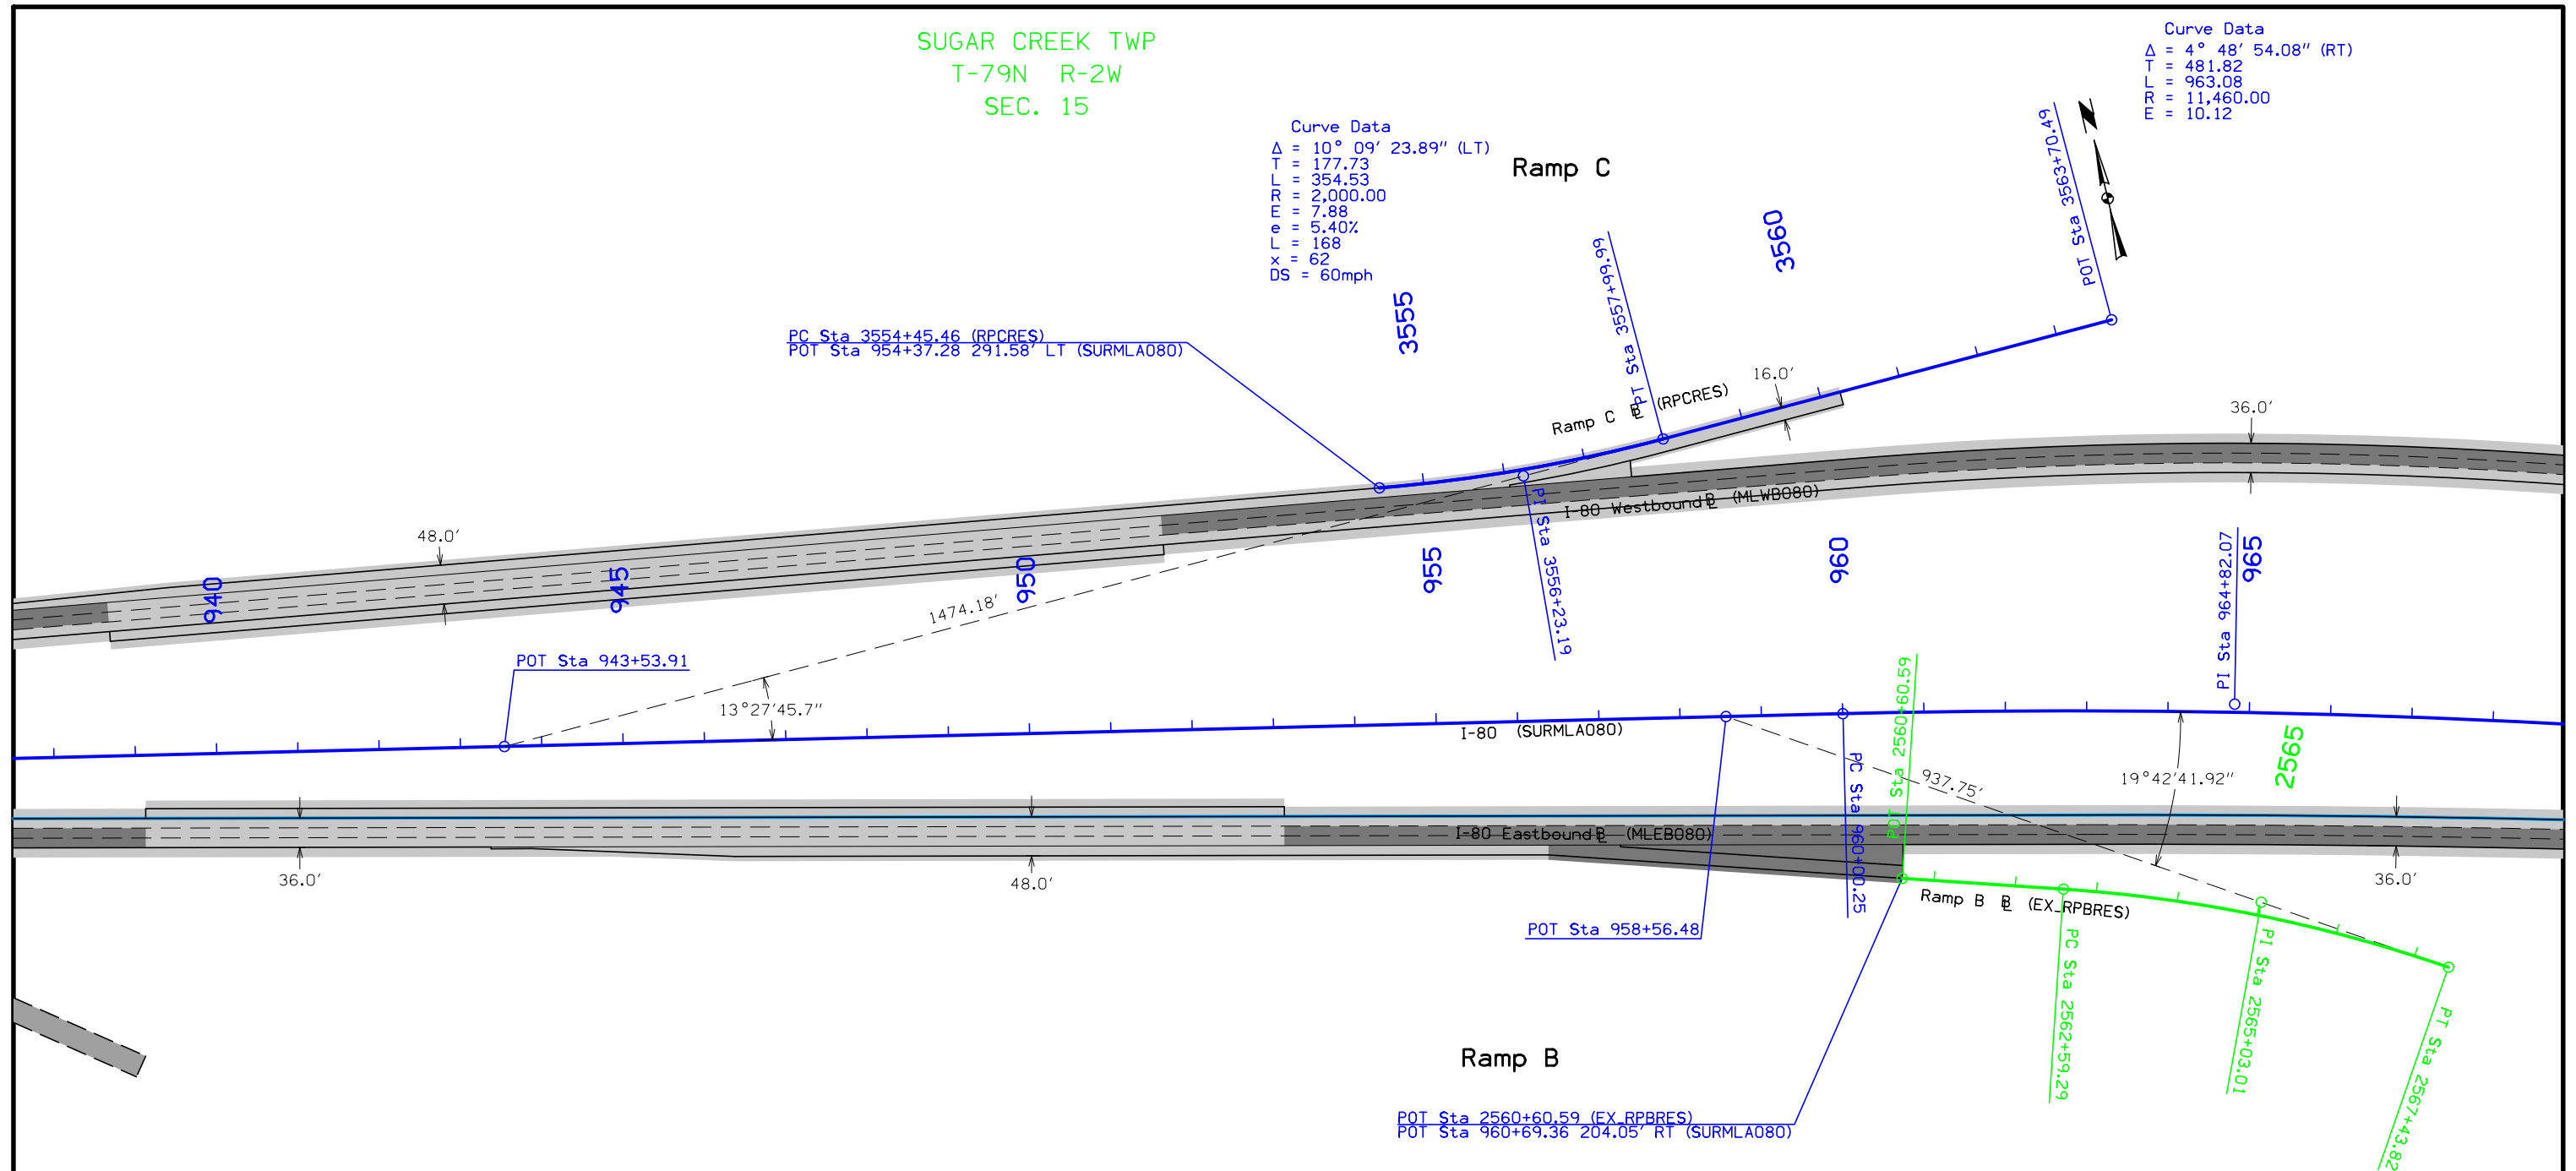 SUGAR CREEK TWP
T-79N R-2W
SEC. 15
Curve Data
Δ = 4° 48' 54.08" (RT)
T = 481.82
L = 963.08
R = 11,460.00
E = 10.12
Curve Data
Δ = 10° 09' 23.89" (LT)
T = 177.73
L = 354.53
R = 2,000.00
E = 7.88
e = 5.40%
L = 168
x = 62
DS = 60mph
Ramp C
N
POT Sta 3563+70.49
3560
PT Sta 3557+99.99
3555
PC Sta 3554+45.46 (RPCRES)
POT Sta 954+37.28 291.58' LT (SURMLA080)
16.0'
Ramp C ℄ (RPCRES)
36.0'
I-80 Westbound ℄ (MLWB080)
PI Sta 3556+23.19
48.0'
940
945
950
955
960
965
1474.18'
PI Sta 964+82.07
POT Sta 943+53.91
13°27'45.7"
I-80 (SURMLA080)
POT Sta 2560+60.59
PC Sta 960+00.25
937.75'
19°42'41.92"
2565
I-80 Eastbound ℄ (MLEB080)
36.0'
48.0'
36.0'
Ramp B ℄ (EX_RPBRES)
POT Sta 958+56.48
PC Sta 2562+59.29
PI Sta 2565+03.01
PT Sta 2567+43.82
Ramp B
POT Sta 2560+60.59 (EX_RPBRES)
POT Sta 960+69.36 204.05' RT (SURMLA080)